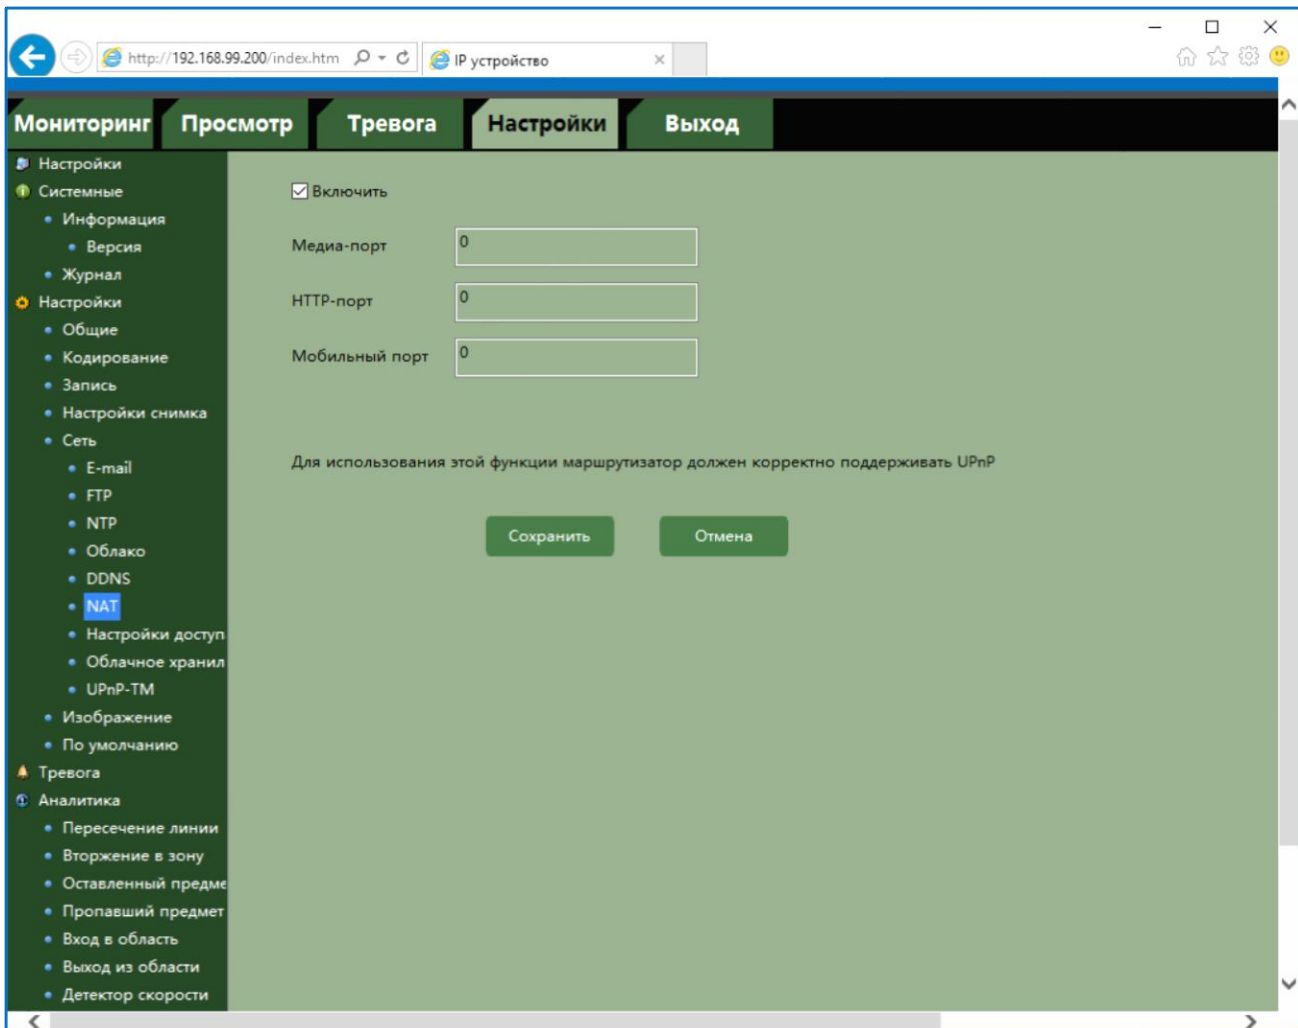 http://192.168.99.200/index.htm
IP устройство
Мониторинг
Просмотр
Тревога
Настройки
Выход
Настройки
Системные
Информация
Версия
Журнал
Настройки
Общие
Кодирование
Запись
Настройки снимка
Сеть
E-mail
FTP
NTP
Облако
DDNS
NAT
Настройки доступ
Облачное хранил
UPnP-TM
Изображение
По умолчанию
Тревога
Аналитика
Пересечение линии
Вторжение в зону
Оставленный предме
Пропавший предмет
Вход в область
Выход из области
Детектор скорости
Включить
Медиа-порт 0
HTTP-порт 0
Мобильный порт 0
Для использования этой функции маршрутизатор должен корректно поддерживать UPnP
Сохранить
Отмена